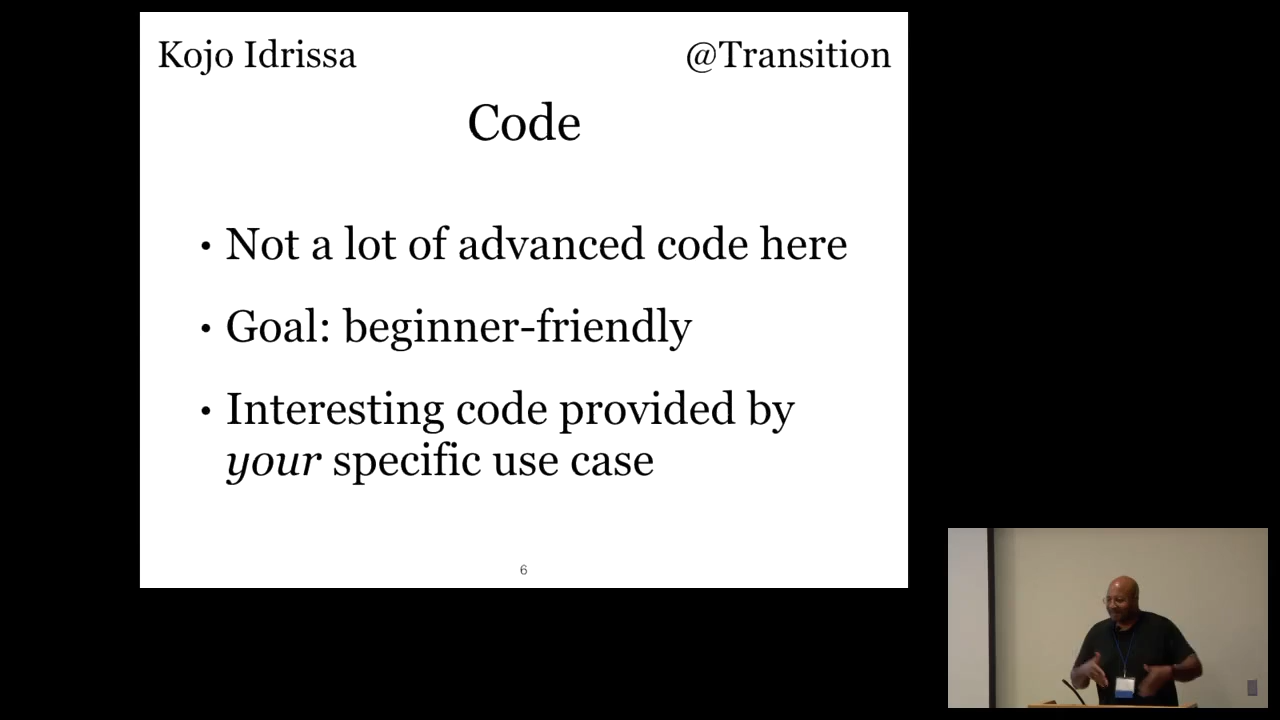 Kojo Idrissa
@Transition
Code
• Not a lot of advanced code here
• Goal: beginner-friendly
• Interesting code provided by
your specific use case
6